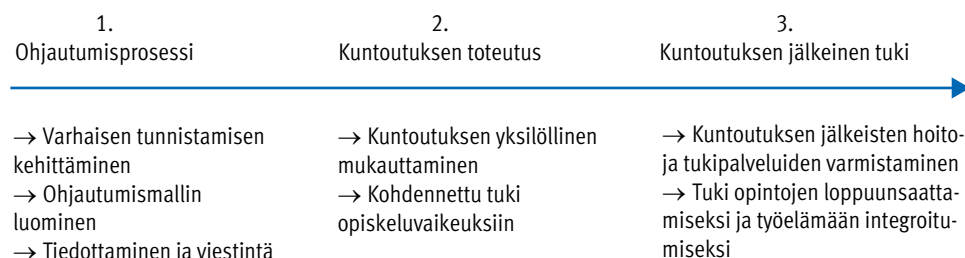 1.
Ohjautumisprosessi
→ Varhaisen tunnistamisen
kehittäminen
→ Ohjautumismallin
luominen
→ Tiedottaminen ja viestintä
2.
Kuntoutuksen toteutus
→ Kuntoutuksen yksilöllinen
mukauttaminen
→ Kohdennettu tuki
opiskeluvaikeuksiin
3.
Kuntoutuksen jälkeinen tuki
→ Kuntoutuksen jälkeisten hoito-
ja tukipalveluiden varmistaminen
→ Tuki opintojen loppuunsaatta-
miseksi ja työelämään integroitu-
miseksi